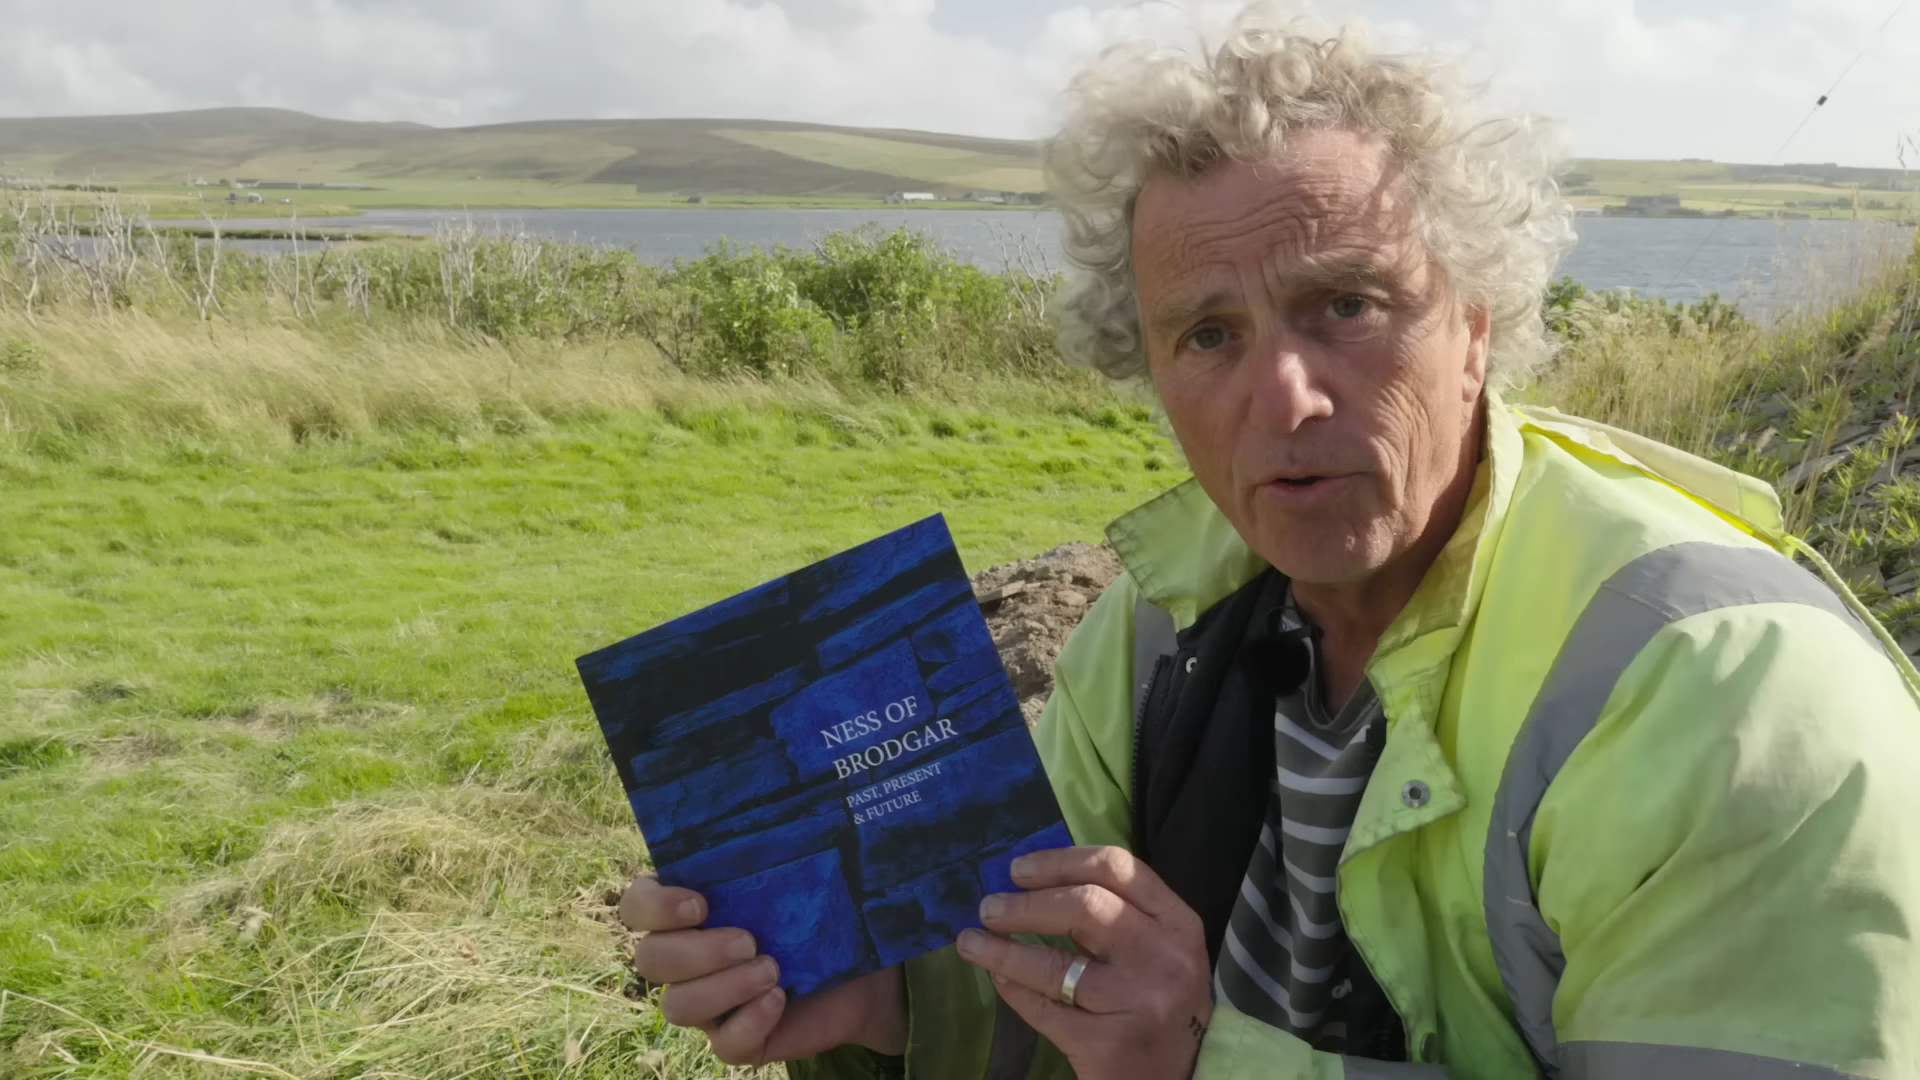 NESS OF
BRODGAR
PAST, PRESENT
& FUTURE